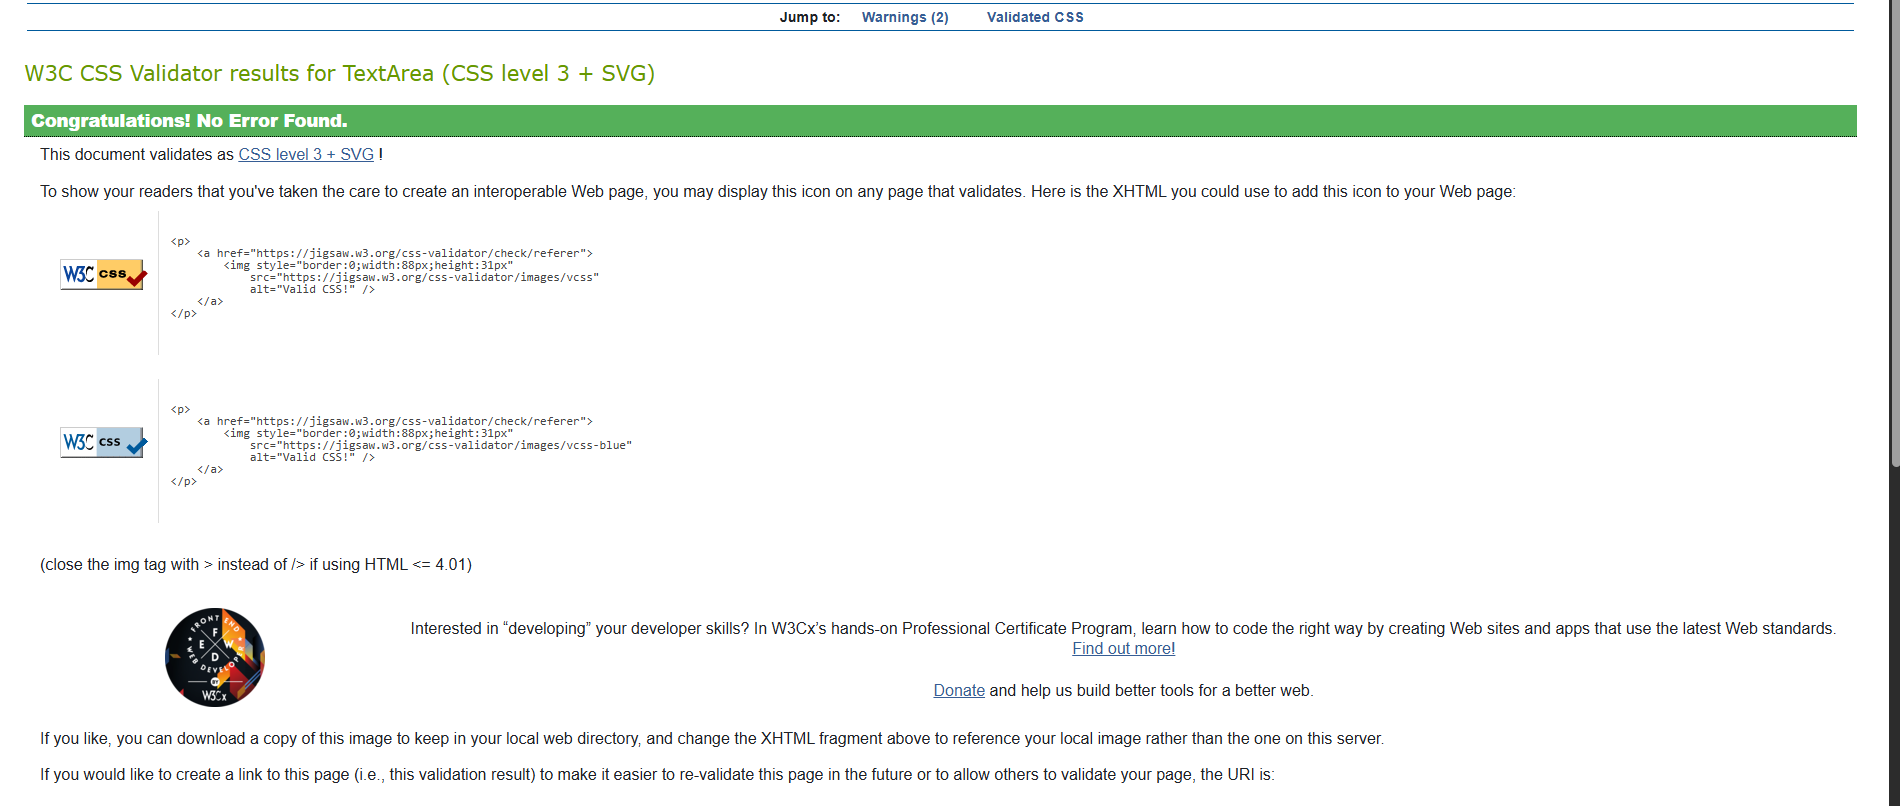 Jump to: Warnings (2) Validated CSS
W3C CSS Validator results for TextArea (CSS level 3 + SVG)
Congratulations! No Error Found.
This document validates as CSS level 3 + SVG !
To show your readers that you've taken the care to create an interoperable Web page, you may display this icon on any page that validates. Here is the XHTML you could use to add this icon to your Web page:
W3C css
<p>
<a href="https://jigsaw.w3.org/css-validator/check/referer">
<img style="border:0;width:88px;height:31px"
src="https://jigsaw.w3.org/css-validator/images/vcss"
alt="Valid CSS!" />
</a>
</p>
W3C css
<p>
<a href="https://jigsaw.w3.org/css-validator/check/referer">
<img style="border:0;width:88px;height:31px"
src="https://jigsaw.w3.org/css-validator/images/vcss-blue"
alt="Valid CSS!" />
</a>
</p>
(close the img tag with > instead of /> if using HTML <= 4.01)
FRONT END
F
E W
D
WEB DEVELOPER
BY
W3Cx
Interested in “developing” your developer skills? In W3Cx’s hands-on Professional Certificate Program, learn how to code the right way by creating Web sites and apps that use the latest Web standards.
Find out more!
Donate and help us build better tools for a better web.
If you like, you can download a copy of this image to keep in your local web directory, and change the XHTML fragment above to reference your local image rather than the one on this server.
If you would like to create a link to this page (i.e., this validation result) to make it easier to re-validate this page in the future or to allow others to validate your page, the URI is: